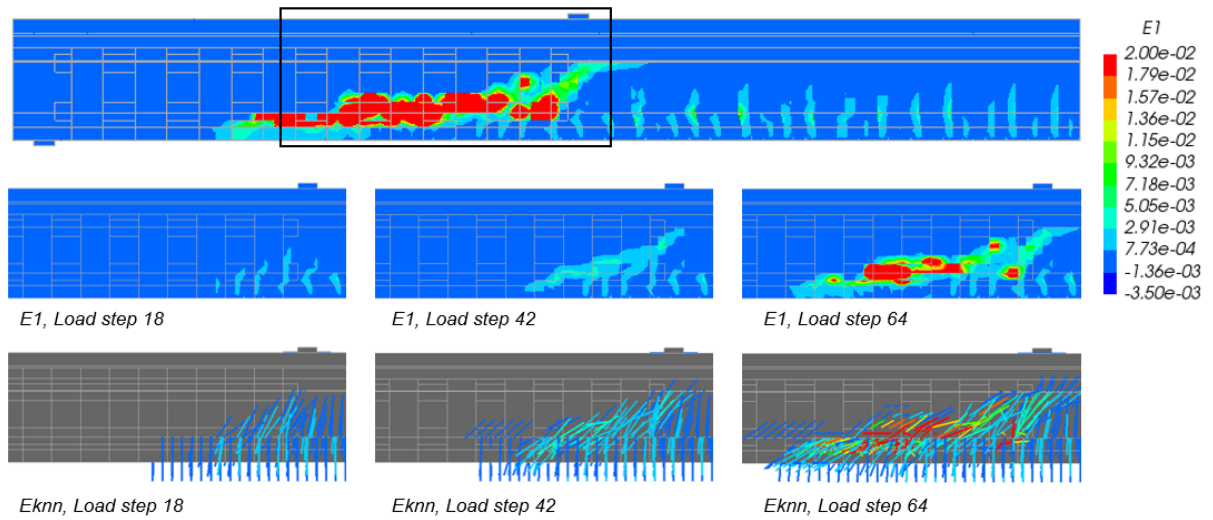 E1
2.00e-02
1.79e-02
1.57e-02
1.36e-02
1.15e-02
9.32e-03
7.18e-03
5.05e-03
2.91e-03
7.73e-04
-1.36e-03
-3.50e-03
E1, Load step 18
E1, Load step 42
E1, Load step 64
Eknn, Load step 18
Eknn, Load step 42
Eknn, Load step 64